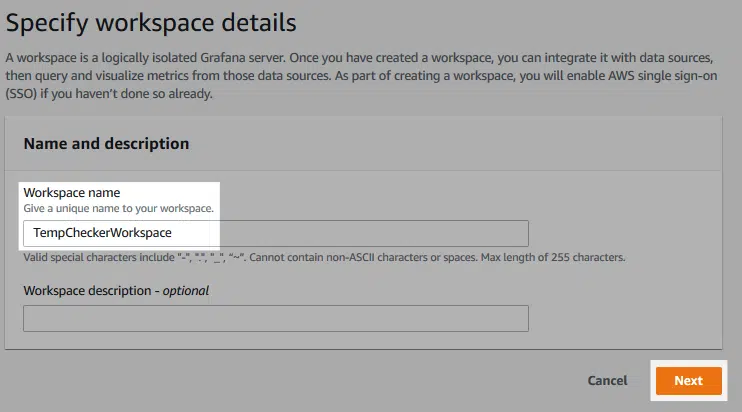 Specify workspace details
A workspace is a logically isolated Grafana server. Once you have created a workspace, you can integrate it with data sources,
then query and visualize metrics from those data sources. As part of creating a workspace, you will enable AWS single sign-on
(SSO) if you haven’t done so already.
Name and description
Workspace name
Give a unique name to your workspace.
TempCheckerWorkspace
Valid special characters include "-", ".", "_", "~". Cannot contain non-ASCII characters or spaces. Max length of 255 characters.
Workspace description - optional
Cancel
Next